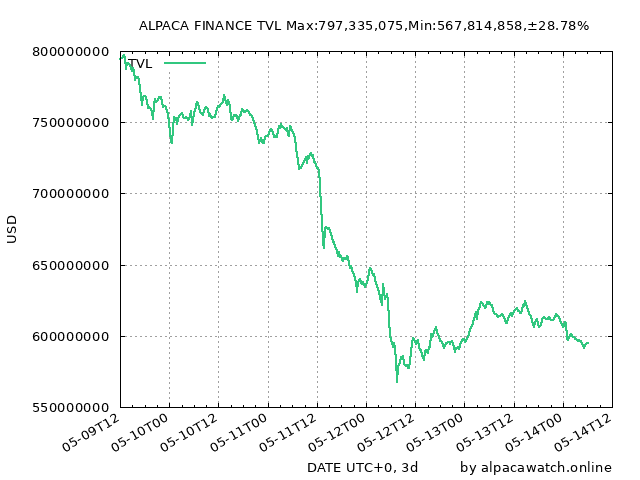 ALPACA FINANCE TVL Max:797,335,075,Min:567,814,858,±28.78%
TVL
800000000
750000000
700000000
650000000
600000000
550000000
USD
05-09T12
05-10T00
05-10T12
05-11T00
05-11T12
05-12T00
05-12T12
05-13T00
05-13T12
05-14T00
05-14T12
DATE UTC+0, 3d
by alpacawatch.online